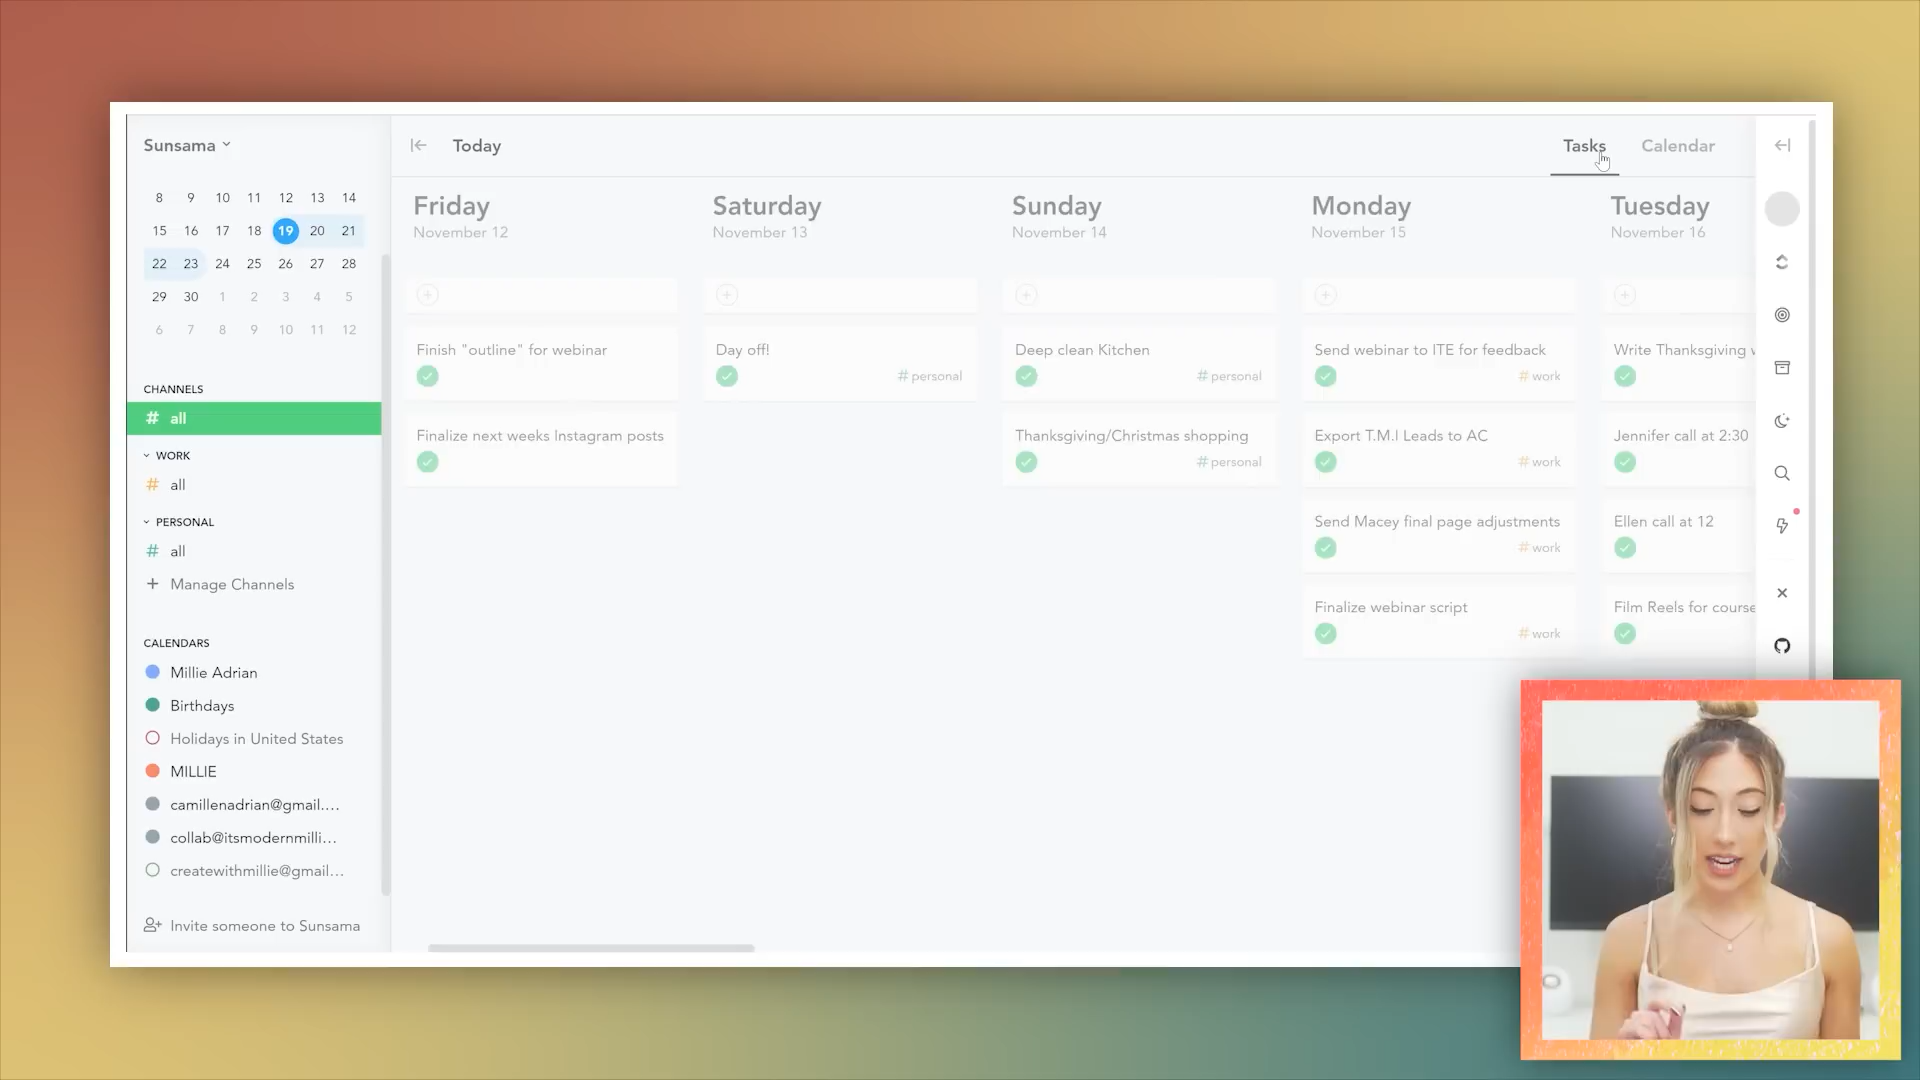 Sunsama
Today
Tasks
Calendar
8 9 10 11 12 13 14
15 16 17 18 19 20 21
22 23 24 25 26 27 28
29 30 1 2 3 4 5
6 7 8 9 10 11 12
CHANNELS
# all
WORK
# all
PERSONAL
# all
+ Manage Channels
CALENDARS
Millie Adrian
Birthdays
Holidays in United States
MILLIE
camillenadrian@gmail....
collab@itsmodernmilli...
createwithmillie@gmail...
Invite someone to Sunsama
Friday
November 12
Finish "outline" for webinar
Finalize next weeks Instagram posts
Saturday
November 13
Day off!
# personal
Sunday
November 14
Deep clean Kitchen
# personal
Thanksgiving/Christmas shopping
# personal
Monday
November 15
Send webinar to ITE for feedback
# work
Export T.M.I Leads to AC
# work
Send Macey final page adjustments
# work
Finalize webinar script
# work
Tuesday
November 16
Write Thanksgiving
Jennifer call at 2:30
Ellen call at 12
Film Reels for course